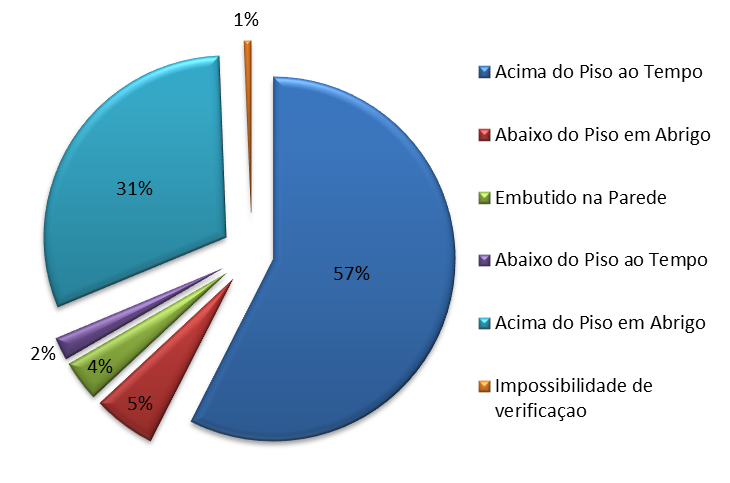 1%
31%
57%
2%
4%
5%
Acima do Piso ao Tempo
Abaixo do Piso em Abrigo
Embutido na Parede
Abaixo do Piso ao Tempo
Acima do Piso em Abrigo
Impossibilidade de
verificaçao